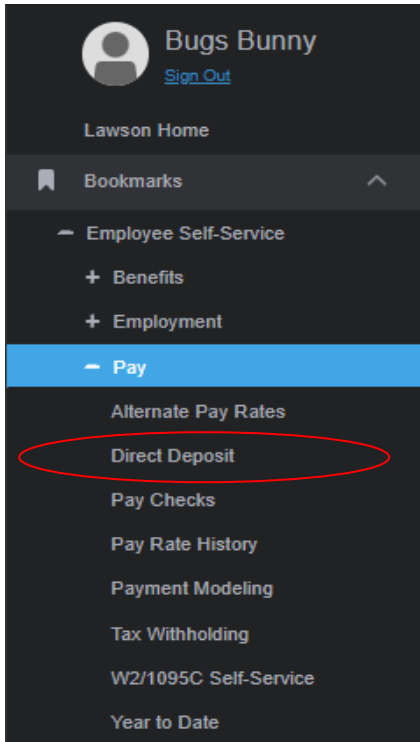 Bugs Bunny
Sign Out
Lawson Home
Bookmarks
Employee Self-Service
Benefits
Employment
Pay
Alternate Pay Rates
Direct Deposit
Pay Checks
Pay Rate History
Payment Modeling
Tax Withholding
W2/1095C Self-Service
Year to Date